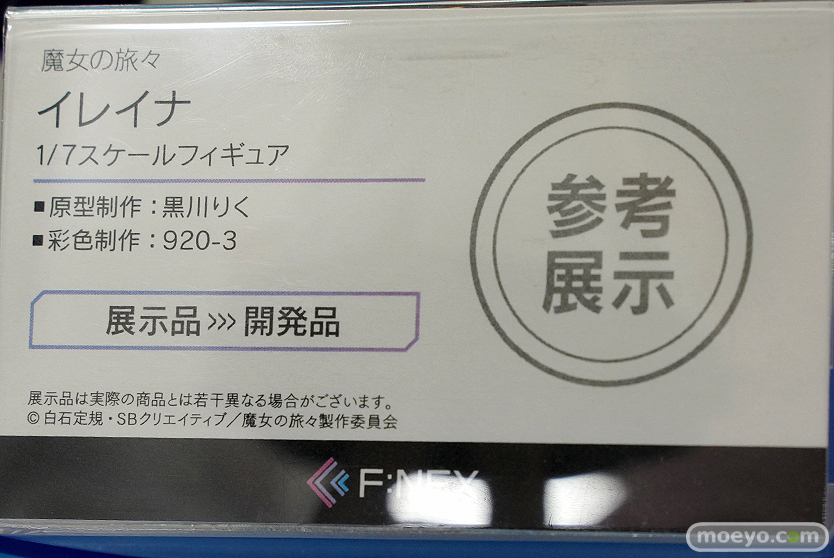 魔女の旅々
イレイナ
1/7スケールフィギュア
■原型制作：黒川りく
■彩色制作：920-3
展示品>>>開発品
参考
展示
展示品は実際の商品とは若干異なる場合がございます。
© 白石定規・SBクリエイティブ／魔女の旅々製作委員会
F:NEX
moeyo.com